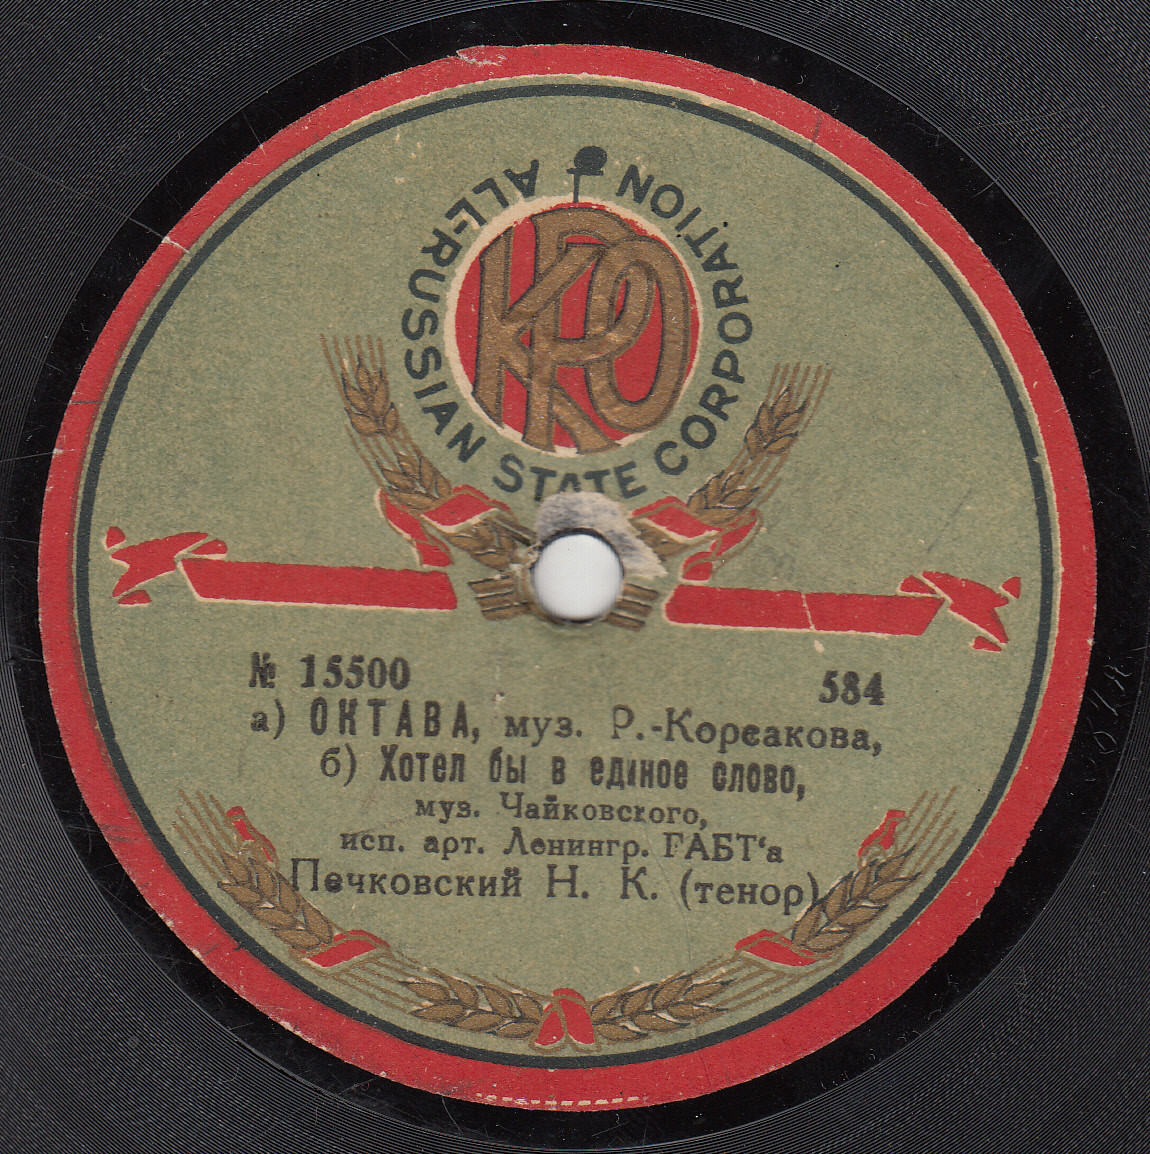 ALL-RUSSIAN STATE CORPORATION
KPO
№ 15500 584
а) ОКТАВА, муз. Р.-Корсакова,
б) Хотел бы в единое слово,
муз. Чайковского,
исп. арт. Ленингр. ГАБТ‘а
Печковский Н. К. (тенор)